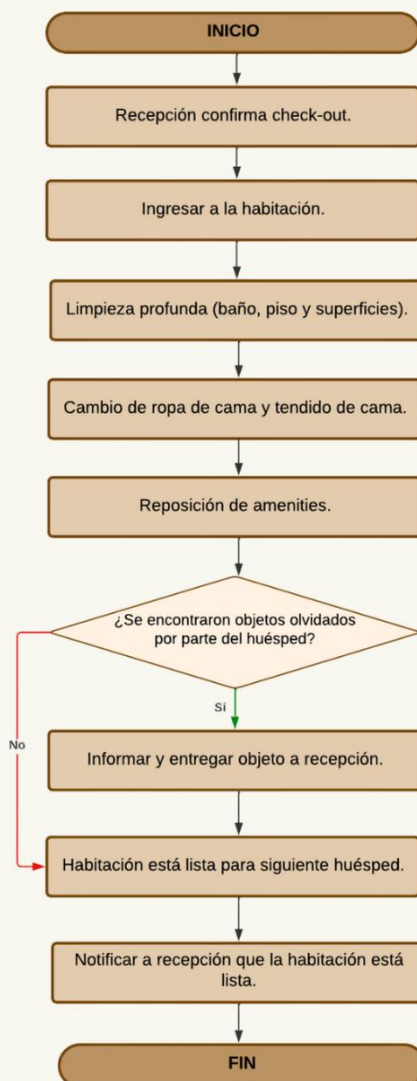 INICIO
Recepción confirma check-out.
Ingresar a la habitación.
Limpieza profunda (baño, piso y superficies).
Cambio de ropa de cama y tendido de cama.
Reposición de amenities.
¿Se encontraron objetos olvidados
por parte del huésped?
Sí
No
Informar y entregar objeto a recepción.
Habitación está lista para siguiente huésped.
Notificar a recepción que la habitación está
lista.
FIN